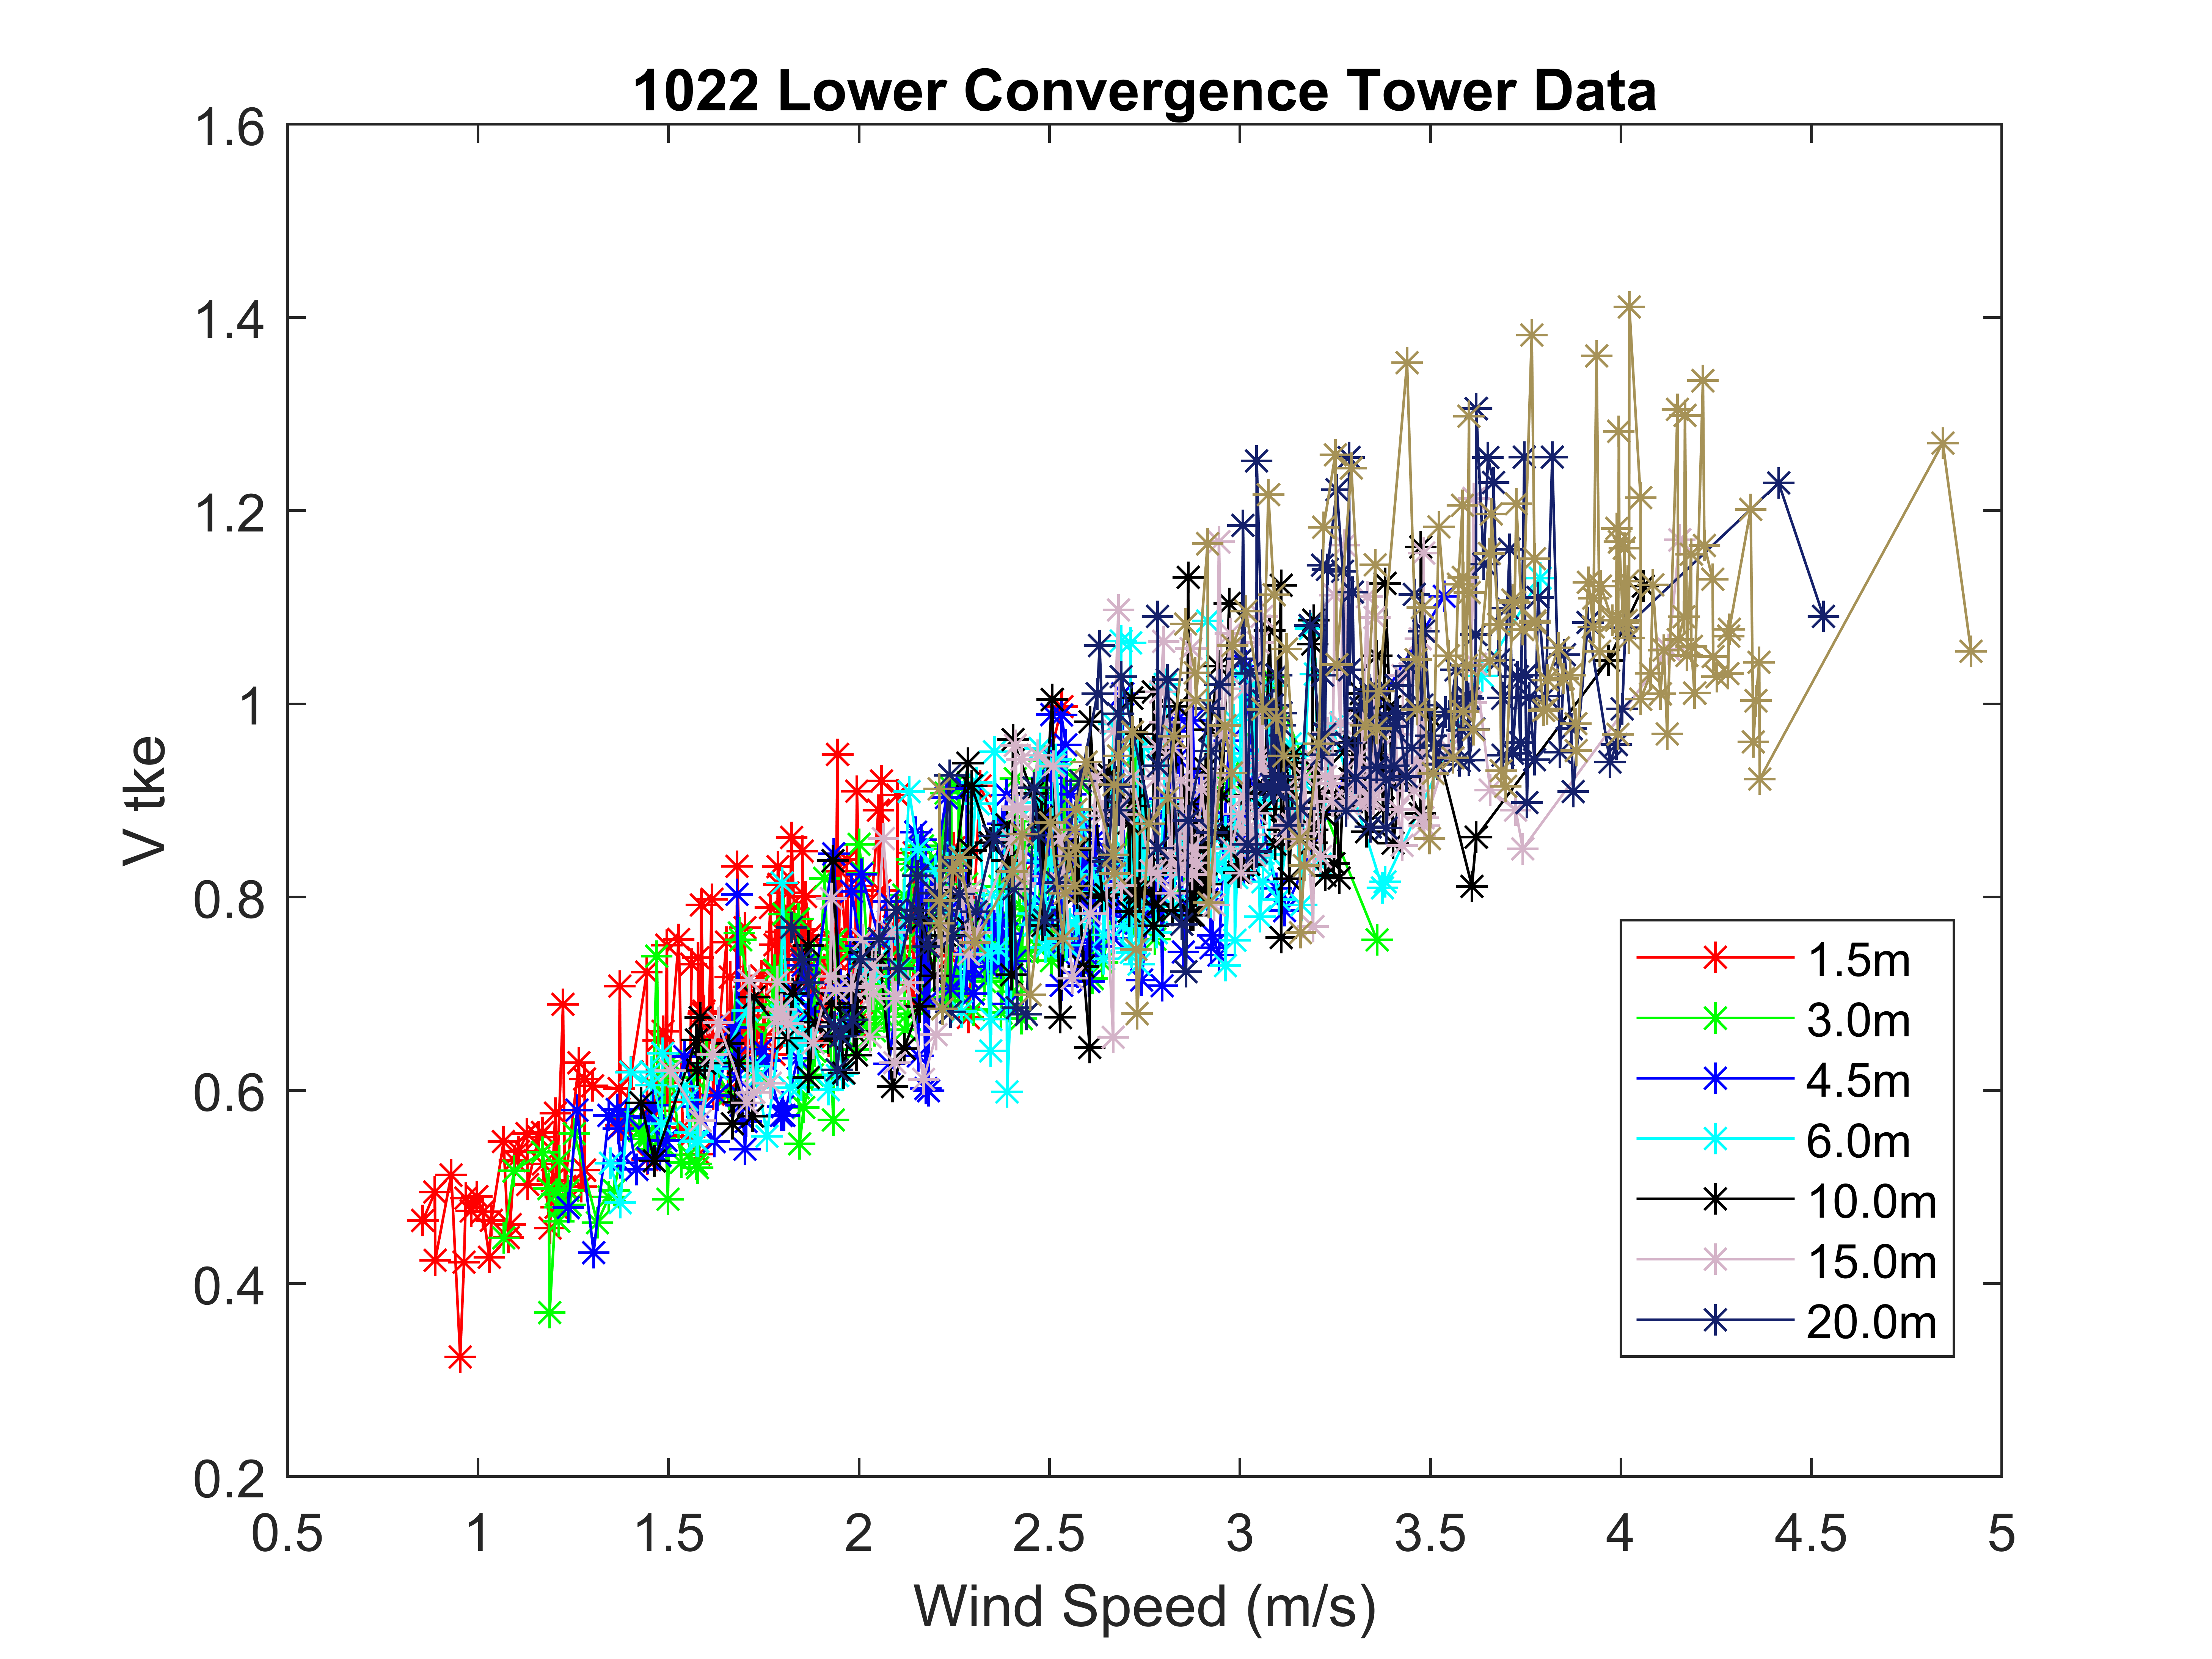 1022 Lower Convergence Tower Data
1.6
1.4
1.2
1
0.8
0.6
0.4
0.2
V tke
1.5m
3.0m
4.5m
6.0m
10.0m
15.0m
20.0m
0.5 1 1.5 2 2.5 3 3.5 4 4.5 5
Wind Speed (m/s)